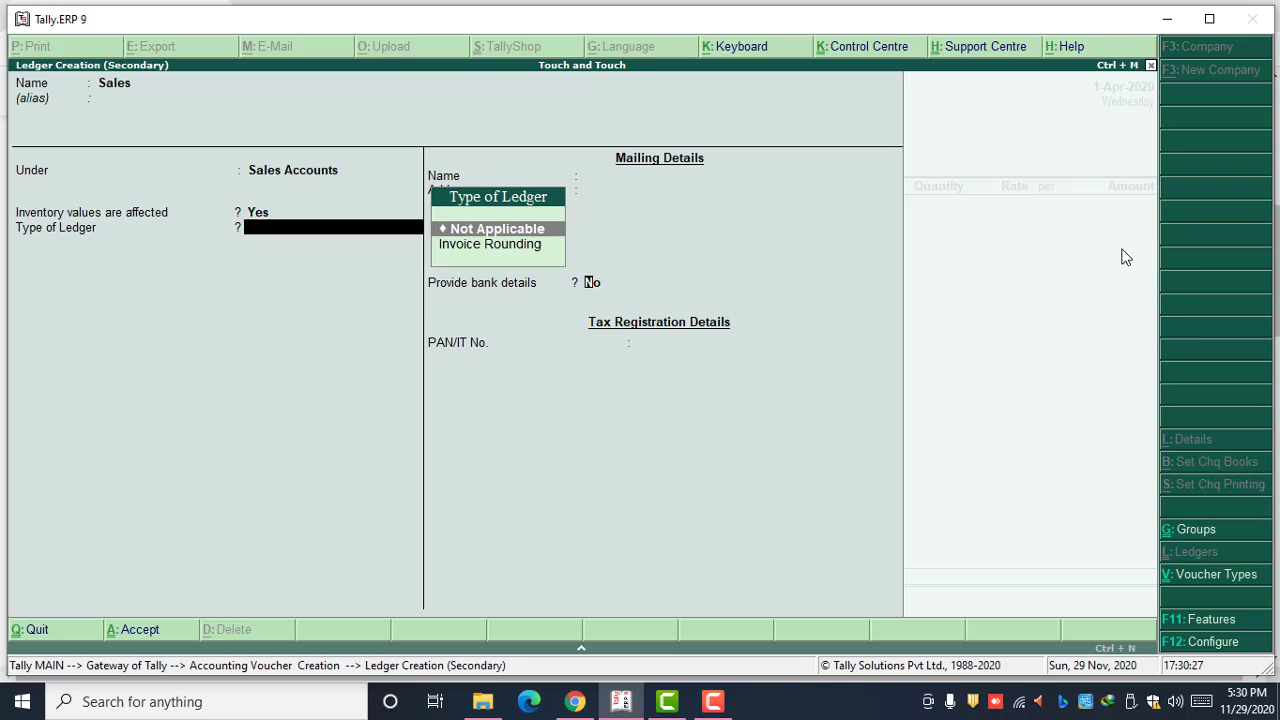 Tally.ERP 9
P: Print
E: Export
M: E-Mail
O: Upload
S: TallyShop
G: Language
K: Keyboard
K: Control Centre
H: Support Centre
H: Help
F3: Company
Ledger Creation (Secondary)
Touch and Touch
Ctrl + M
F3: New Company
Name : Sales
(alias) :
1-Apr-2020
Wednesday
Under : Sales Accounts
Inventory values are affected ? Yes
Type of Ledger ?
Mailing Details
Name :
:
Type of Ledger
♦ Not Applicable
Invoice Rounding
Provide bank details ? No
Tax Registration Details
PAN/IT No. :
Quantity
Rate
per
Amount
L: Details
B: Set Chq Books
S: Set Chq Printing
G: Groups
L: Ledgers
V: Voucher Types
F11: Features
F12: Configure
Q: Quit
A: Accept
D: Delete
Ctrl + N
Tally MAIN --> Gateway of Tally --> Accounting Voucher Creation --> Ledger Creation (Secondary)
© Tally Solutions Pvt Ltd., 1988-2020
Sun, 29 Nov, 2020
17:30:27
Search for anything
5:30 PM
11/29/2020